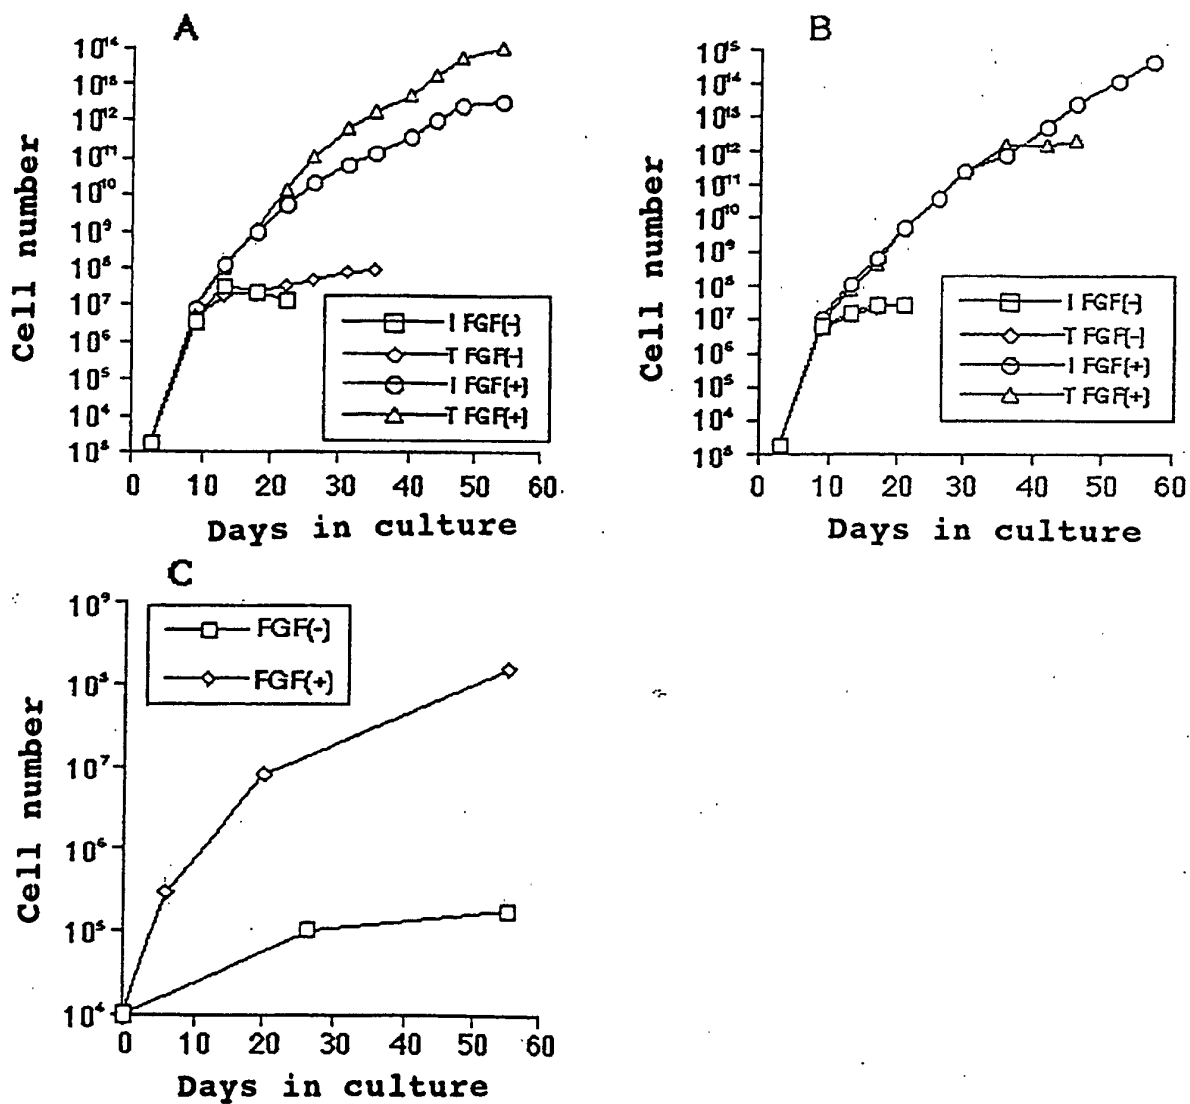 A
10¹⁴
10¹³
10¹²
10¹¹
10¹⁰
10⁹
10⁸
10⁷
10⁶
10⁵
10⁴
10³
Cell number
0 10 20 30 40 50 60
Days in culture
I FGF(-)
T FGF(-)
I FGF(+)
T FGF(+)
B
10¹⁵
10¹⁴
10¹³
10¹²
10¹¹
10¹⁰
10⁹
10⁸
10⁷
10⁶
10⁵
10⁴
10³
Cell number
0 10 20 30 40 50 60
Days in culture
I FGF(-)
T FGF(-)
I FGF(+)
T FGF(+)
C
10⁹
10⁸
10⁷
10⁶
10⁵
10⁴
Cell number
0 10 20 30 40 50 60
Days in culture
FGF(-)
FGF(+)